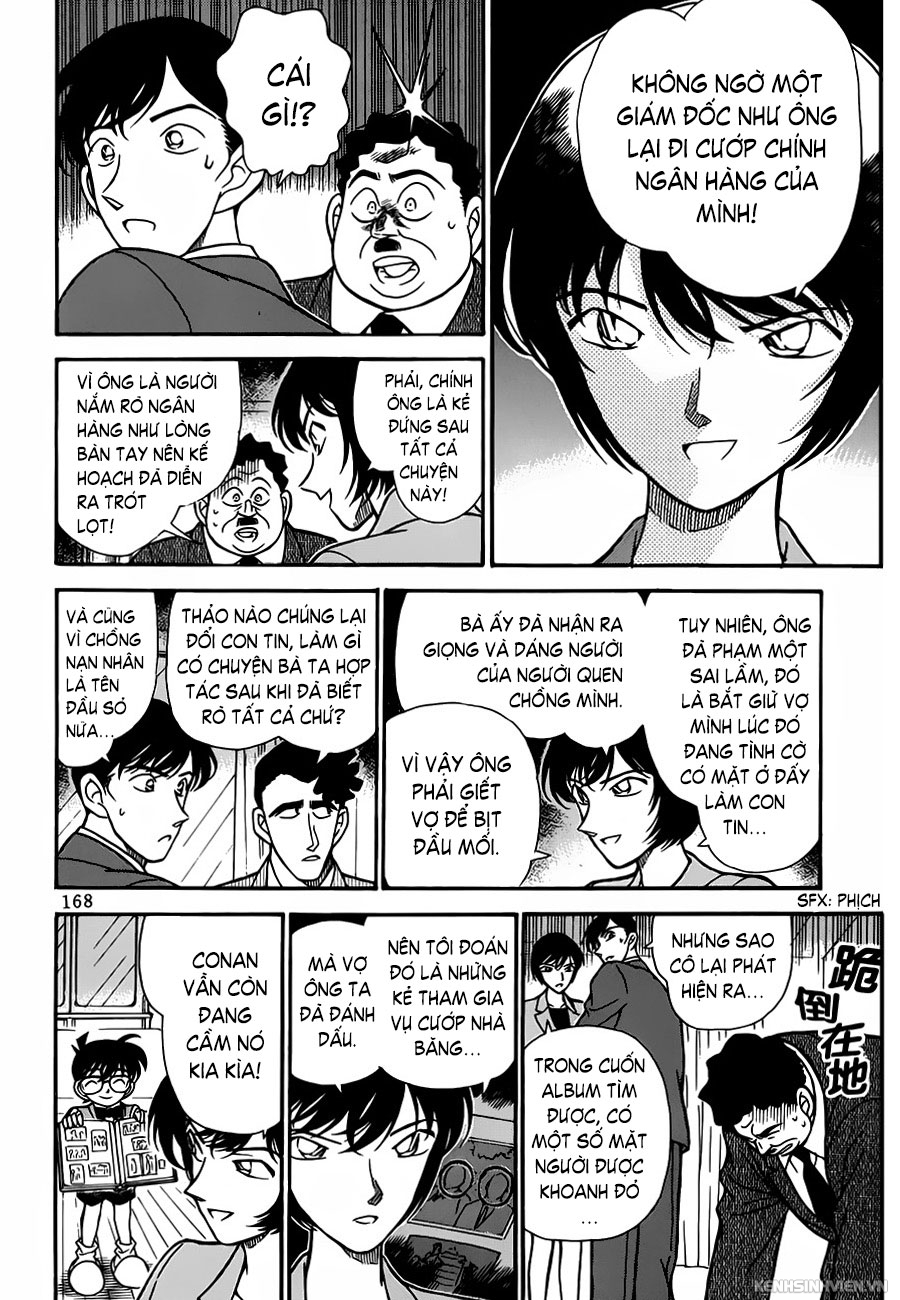 KHÔNG NGỜ MỘT
GIÁM ĐỐC NHƯ ÔNG
LẠI ĐI CƯỚP CHÍNH
NGÂN HÀNG CỦA
MÌNH!
CÁI
GÌ!?
PHẢI, CHÍNH
ÔNG LÀ KẺ
ĐỨNG SAU
TẤT CẢ
CHUYỆN
NÀY!
VÌ ÔNG LÀ NGƯỜI
NẮM RÕ NGÂN
HÀNG NHƯ LÒNG
BÀN TAY NÊN KẾ
HOẠCH ĐÃ DIỄN
RA TRÓT
LỌT!
TUY NHIÊN, ÔNG
ĐÃ PHẠM MỘT
SAI LẦM, ĐÓ
LÀ BẮT GIỮ VỢ
MÌNH LÚC ĐÓ
ĐANG TÌNH CỜ
CÓ MẶT Ở ĐẤY
LÀM CON
TIN...
BÀ ẤY ĐÃ NHẬN RA
GIỌNG VÀ DÁNG NGƯỜI
CỦA NGƯỜI QUEN
CHỒNG MÌNH.
VÌ VẬY ÔNG
PHẢI GIẾT
VỢ ĐỂ BỊT
ĐẦU MỐI.
THẢO NÀO CHÚNG LẠI
ĐỔI CON TIN, LÀM GÌ
CÓ CHUYỆN BÀ TA HỢP
TÁC SAU KHI ĐÃ BIẾT
RÕ TẤT CẢ CHỨ?
VÀ CŨNG
VÌ CHỒNG
NẠN NHÂN
LÀ TÊN
ĐẦU SỎ
NỮA...
168
SFX: PHỊCH
跪倒在地
NHƯNG SAO
CÔ LẠI PHÁT
HIỆN RA...
TRONG CUỐN
ALBUM TÌM
ĐƯỢC, CÓ
MỘT SỐ MẶT
NGƯỜI ĐƯỢC
KHOANH ĐỎ
...
NÊN TÔI ĐOÁN
ĐÓ LÀ NHỮNG
KẺ THAM GIA
VỤ CƯỚP NHÀ
BĂNG...
MÀ VỢ
ÔNG TA
ĐÃ ĐÁNH
DẤU.
CONAN
VẪN CÒN
ĐANG
CẦM NÓ
KIA KÌA!
KENHSINHVIEN.VN